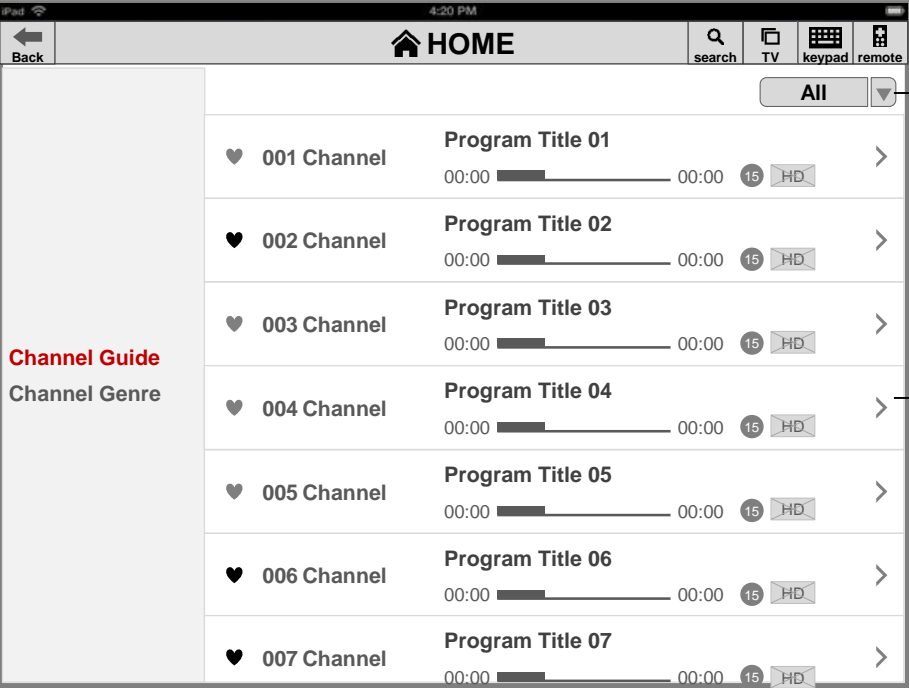 iPad 4:20 PM
Back HOME search TV keypad remote
All
Program Title 01
001 Channel
00:00 00:00 15 HD
Program Title 02
002 Channel
00:00 00:00 15 HD
Program Title 03
003 Channel
00:00 00:00 15 HD
Channel Guide
Channel Genre
Program Title 04
004 Channel
00:00 00:00 15 HD
Program Title 05
005 Channel
00:00 00:00 15 HD
Program Title 06
006 Channel
00:00 00:00 15 HD
Program Title 07
007 Channel
00:00 00:00 15 HD